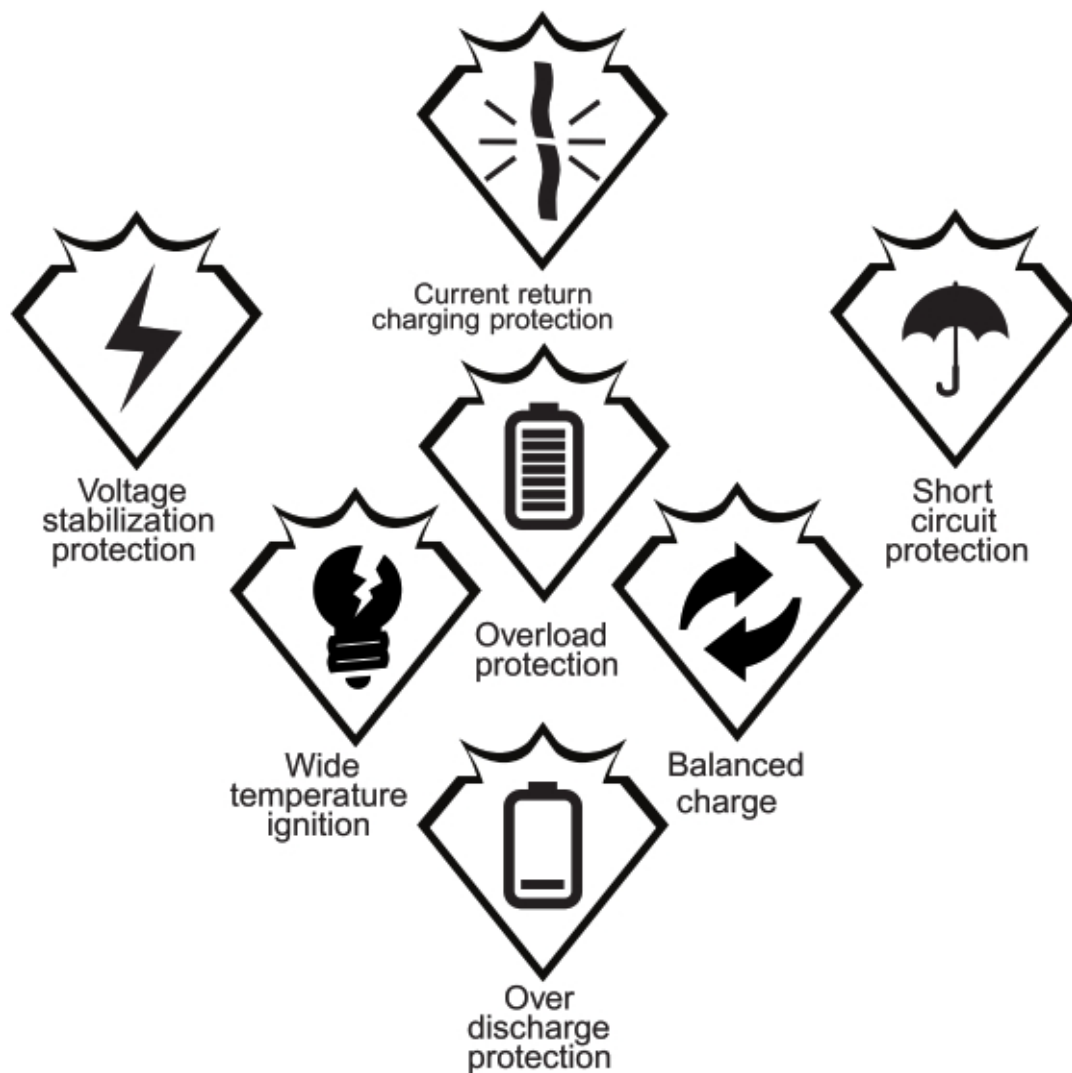 Current return
charging protection
Voltage
stabilization
protection
Short
circuit
protection
Overload
protection
Wide
temperature
ignition
Balanced
charge
Over
discharge
protection